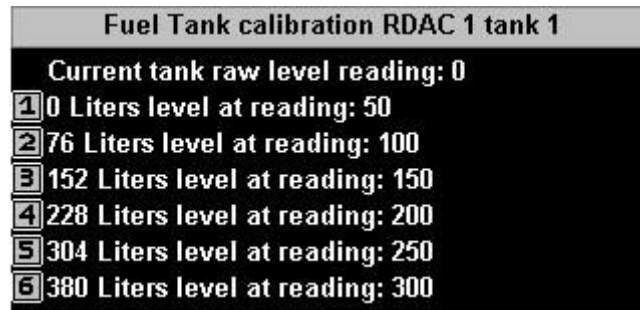 Fuel Tank calibration RDAC 1 tank 1
Current tank raw level reading: 0
1 0 Liters level at reading: 50
2 76 Liters level at reading: 100
3 152 Liters level at reading: 150
4 228 Liters level at reading: 200
5 304 Liters level at reading: 250
6 380 Liters level at reading: 300